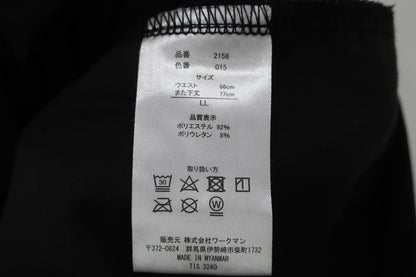 品番 2158
色番 015
サイズ
ウエスト 86cm
また下丈 77cm
LL
品質表示
ポリエステル 92%
ポリウレタン 8%
取り扱い方
30
W
販売元 株式会社ワークマン
〒372-0824 群馬県伊勢崎市柴町1732
MADE IN MYANMAR
TIS 3240